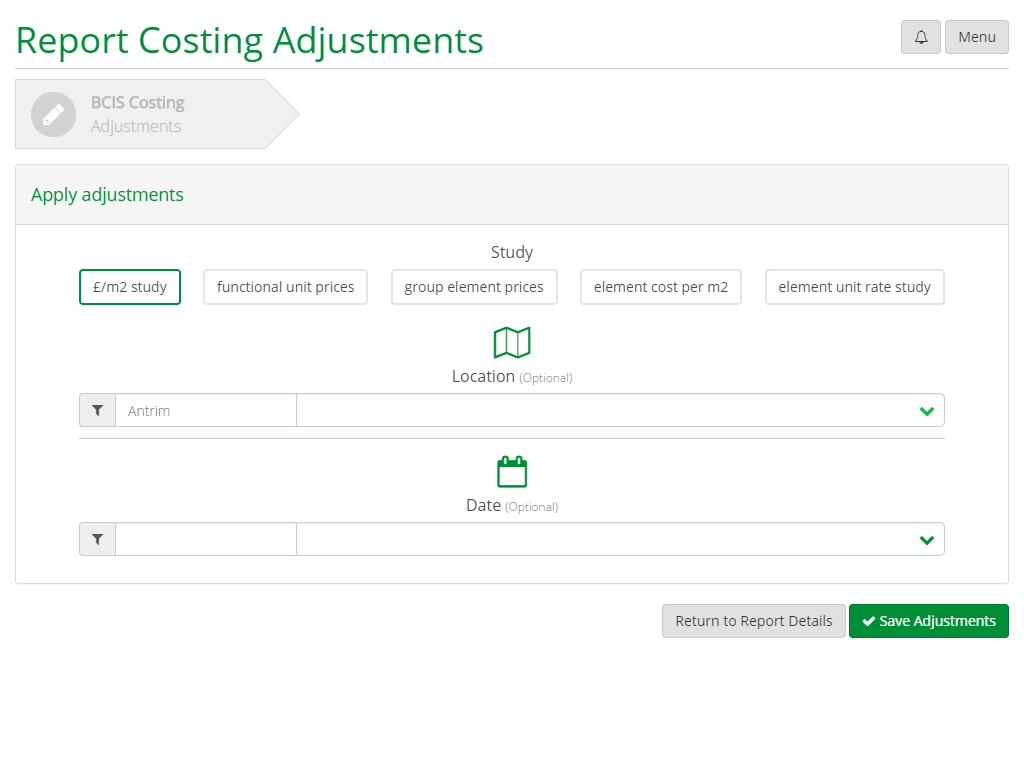 Report Costing Adjustments
Menu
BCIS Costing
Adjustments
Apply adjustments
Study
£/m2 study
functional unit prices
group element prices
element cost per m2
element unit rate study
Location (Optional)
Antrim
Date (Optional)
Return to Report Details
Save Adjustments